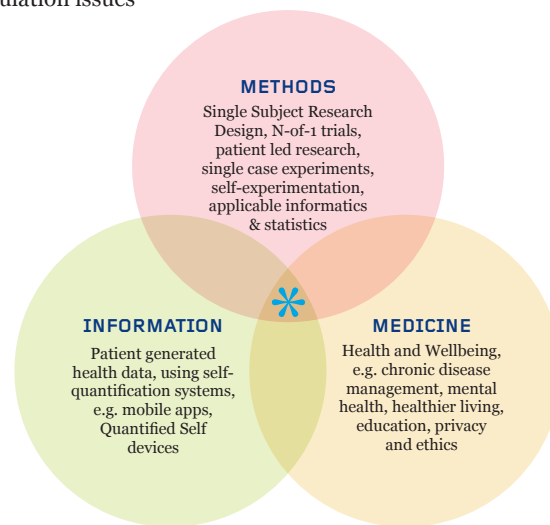 ulation issues
METHODS
Single Subject Research
Design, N-of-1 trials,
patient led research,
single case experiments,
self-experimentation,
applicable informatics
& statistics
*
INFORMATION
Patient generated
health data, using self-
quantification systems,
e.g. mobile apps,
Quantified Self
devices
MEDICINE
Health and Wellbeing,
e.g. chronic disease
management, mental
health, healthier living,
education, privacy
and ethics